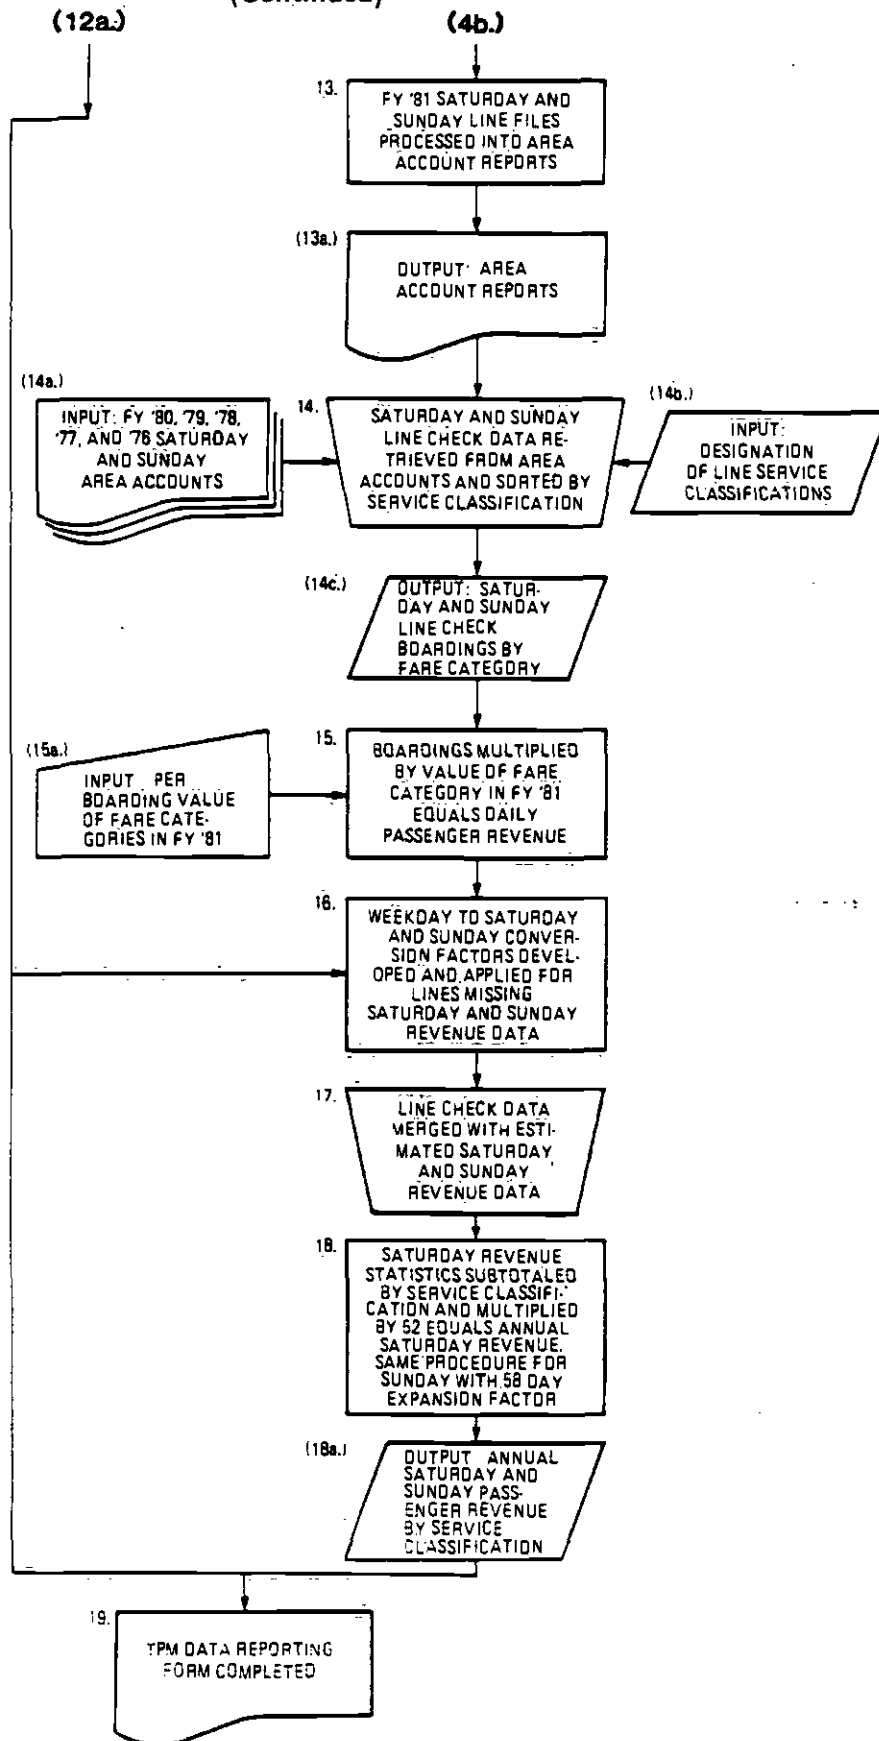 (Continued)
(12a.)
(4b.)
13.
FY '81 SATURDAY AND
SUNDAY LINE FILES
PROCESSED INTO AREA
ACCOUNT REPORTS
(13a.)
OUTPUT: AREA
ACCOUNT REPORTS
(14a.)
INPUT: FY '80, '79, '78,
'77, AND '76 SATURDAY
AND SUNDAY
AREA ACCOUNTS
14.
SATURDAY AND SUNDAY
LINE CHECK DATA RE-
TRIEVED FROM AREA
ACCOUNTS AND SORTED BY
SERVICE CLASSIFICATION
(14b.)
INPUT:
DESIGNATION
OF LINE SERVICE
CLASSIFICATIONS
(14c.)
OUTPUT: SATUR-
DAY AND SUNDAY
LINE CHECK
BOARDINGS BY
FARE CATEGORY
(15a.)
INPUT PER
BOARDING VALUE
OF FARE CATE-
GORIES IN FY '81
15.
BOARDINGS MULTIPLIED
BY VALUE OF FARE
CATEGORY IN FY '81
EQUALS DAILY
PASSENGER REVENUE
16.
WEEKDAY TO SATURDAY
AND SUNDAY CONVER-
SION FACTORS DEVEL-
OPED AND APPLIED FOR
LINES MISSING
SATURDAY AND SUNDAY
REVENUE DATA
17.
LINE CHECK DATA
MERGED WITH ESTI-
MATED SATURDAY
AND SUNDAY
REVENUE DATA
18.
SATURDAY REVENUE
STATISTICS SUBTOTALED
BY SERVICE CLASSIFI-
CATION AND MULTIPLIED
BY 52 EQUALS ANNUAL
SATURDAY REVENUE.
SAME PROCEDURE FOR
SUNDAY WITH 58 DAY
EXPANSION FACTOR
(18a.)
OUTPUT ANNUAL
SATURDAY AND
SUNDAY PASS-
ENGER REVENUE
BY SERVICE
CLASSIFICATION
19.
TPM DATA REPORTING
FORM COMPLETED